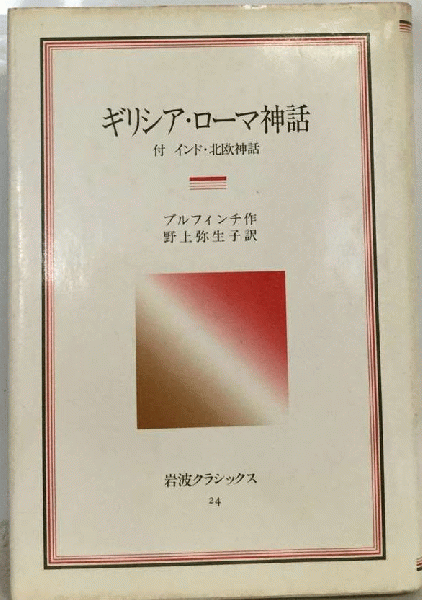 ギリシア・ローマ神話
付 インド・北欧神話
ブルフィンチ作
野上弥生子訳
岩波クラシックス
24